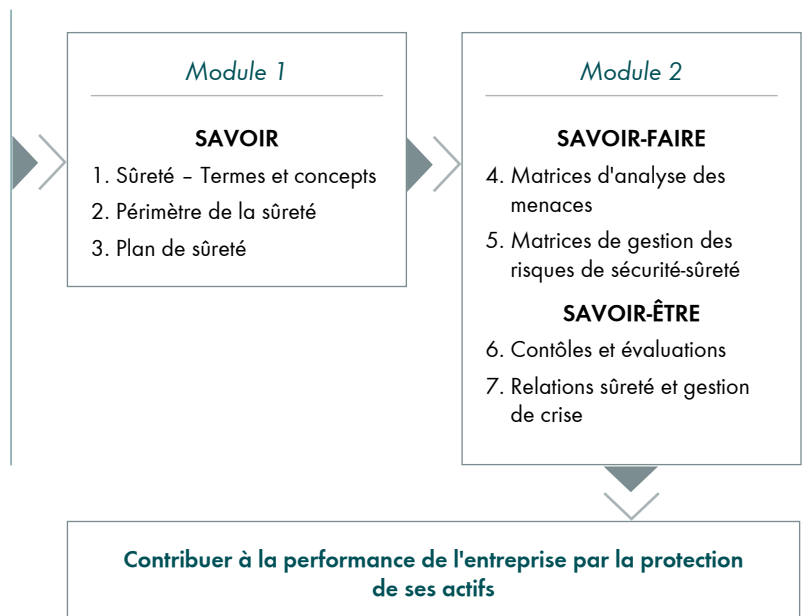 Module 1
SAVOIR
1. Sûreté – Termes et concepts
2. Périmètre de la sûreté
3. Plan de sûreté
Module 2
SAVOIR-FAIRE
4. Matrices d'analyse des
menaces
5. Matrices de gestion des
risques de sécurité-sûreté
SAVOIR-ÊTRE
6. Contôles et évaluations
7. Relations sûreté et gestion
de crise
Contribuer à la performance de l'entreprise par la protection
de ses actifs